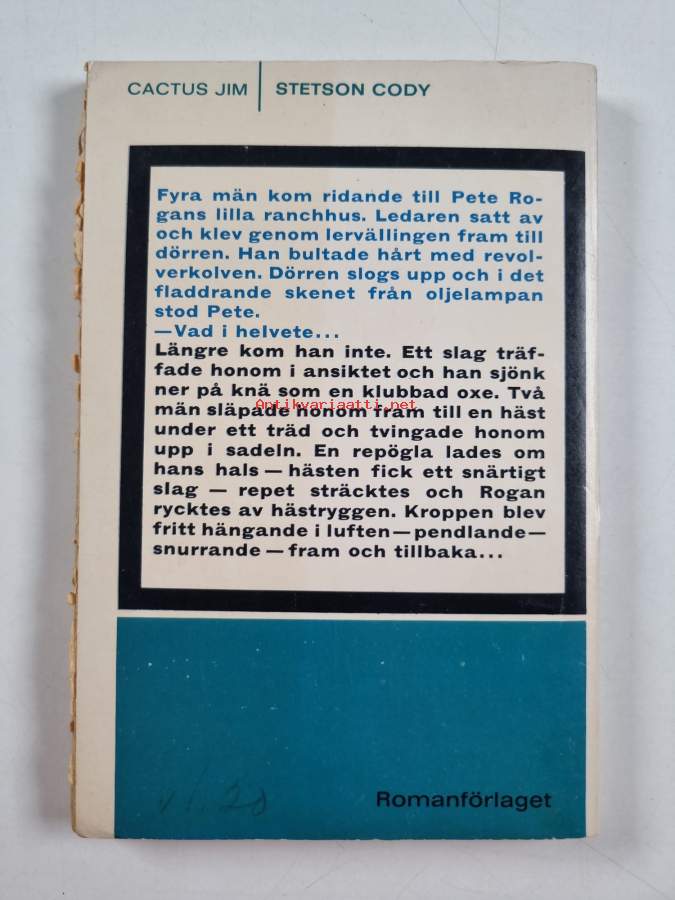 CACTUS JIM | STETSON CODY
Fyra män kom ridande till Pete Ro-
gans lilla ranchhus. Ledaren satt av
och klev genom lervällingen fram till
dörren. Han bultade hårt med revol-
verkolven. Dörren slogs upp och i det
fladdrande skenet från oljelampan
stod Pete.
—Vad i helvete...
Längre kom han inte. Ett slag träf-
fade honom i ansiktet och han sjönk
ner på knä som en klubbad oxe. Två
män släpade honom fram till en häst
Antikvariaatti.net
under ett träd och tvingade honom
upp i sadeln. En repögla lades om
hans hals — hästen fick ett snärtigt
slag — repet sträcktes och Rogan
rycktes av hästryggen. Kroppen blev
fritt hängande i luften — pendlande —
snurrande — fram och tillbaka...
Romanförlaget